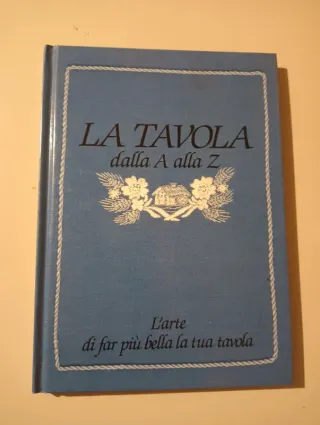 LA TAVOLA
dalla A alla Z
L'arte
di far più bella la tua tavola